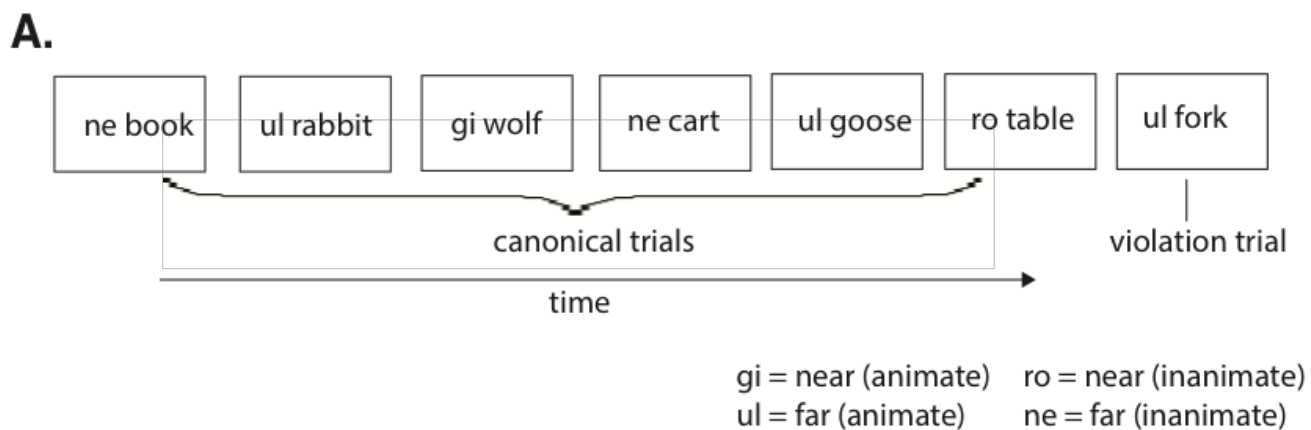 A.
ne book ul rabbit gi wolf ne cart ul goose ro table ul fork
canonical trials violation trial
time
gi = near (animate) ro = near (inanimate)
ul = far (animate) ne = far (inanimate)